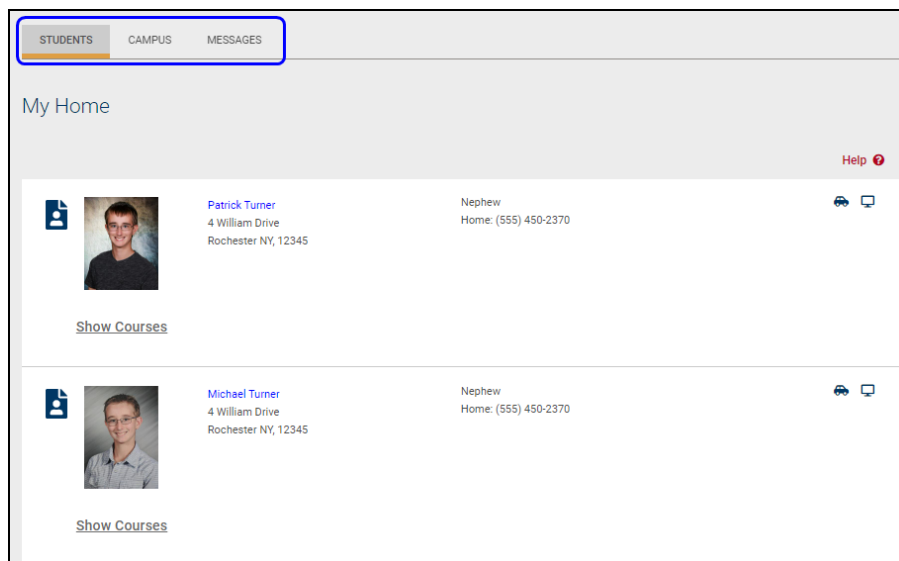 STUDENTS CAMPUS MESSAGES
My Home
Help
Patrick Turner
4 William Drive
Rochester NY, 12345
Nephew
Home: (555) 450-2370
Show Courses
Michael Turner
4 William Drive
Rochester NY, 12345
Nephew
Home: (555) 450-2370
Show Courses